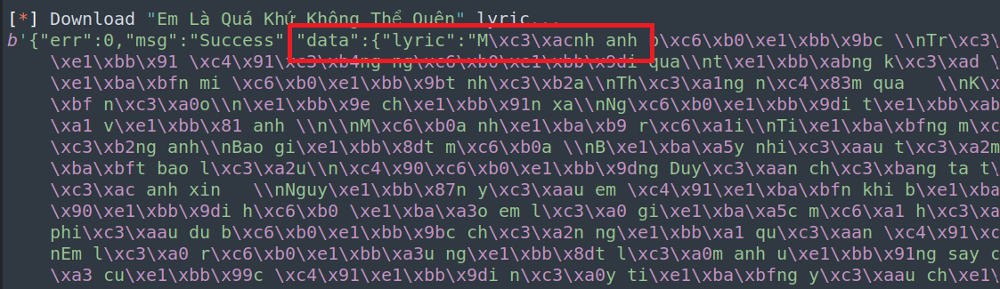 [*] Download "Em Là Quá Khứ Không Thể Quên" lyric...
b'{"err":0,"msg":"Success" "data":{"lyric":"M\xc3\xacnh anh b\xc6\xb0\xe1\xbb\x9bc \\nTr\xc3\
\xe1\xbb\x91 \xc4\x91\xc3\xb4ng ng\xc6\xb0\xe1\xbb\x9di qua\\nt\xe1\xbb\xabng k\xc3\xad \
\xe1\xba\xbfn mi \xc6\xb0\xe1\xbb\x9bt nh\xc3\xb2a\\nTh\xc3\xa1ng n\xc4\x83m qua   \\nK\x
\xbf n\xc3\xa0o\\n\xe1\xbb\x9e ch\xe1\xbb\x91n xa\\nNg\xc6\xb0\xe1\xbb\x9di t\xe1\xbb\xab
\xa1 v\xe1\xbb\x81 anh \\n\\nM\xc6\xb0a nh\xe1\xba\xb9 r\xc6\xa1i\\nTi\xe1\xba\xbfng m\xc
\xc3\xb2ng anh\\nBao gi\xe1\xbb\x8dt m\xc6\xb0a \\nB\xe1\xba\xa5y nhi\xc3\xaau t\xc3\xa2m
\xba\xbft bao l\xc3\xa2u\\n\xc4\x90\xc6\xb0\xe1\xbb\x9dng Duy\xc3\xaan ch\xc3\xbang ta t\
\xc3\xac anh xin   \\nNguy\xe1\xbb\x87n y\xc3\xaau em \xc4\x91\xe1\xba\xbfn khi b\xe1\xba
\x90\xe1\xbb\x9di h\xc6\xb0 \xe1\xba\xa3o em l\xc3\xa0 gi\xe1\xba\xa5c m\xc6\xa1 h\xc3\xa
phi\xc3\xaau du b\xc6\xb0\xe1\xbb\x9bc ch\xc3\xa2n ng\xe1\xbb\xa1 qu\xc3\xaan \xc4\x91\xc
nEm l\xc3\xa0 r\xc6\xb0\xe1\xba\xa3u ng\xe1\xbb\x8dt l\xc3\xa0m anh u\xe1\xbb\x91ng say c
\xa3 cu\xe1\xbb\x99c \xc4\x91\xe1\xbb\x9di n\xc3\xa0y ti\xe1\xba\xbfng y\xc3\xaau ch\xe1\